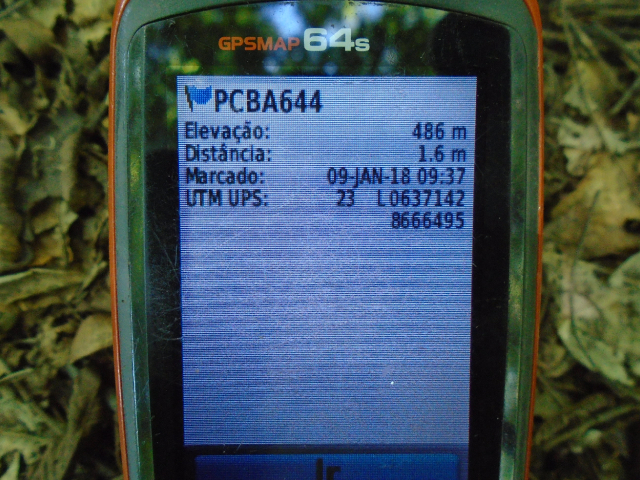 GPSMAP 64s
PCBA644
Elevação: 486 m
Distância: 1.6 m
Marcado: 09-JAN-18 09:37
UTM UPS: 23 L 0637142
8666495
Ir